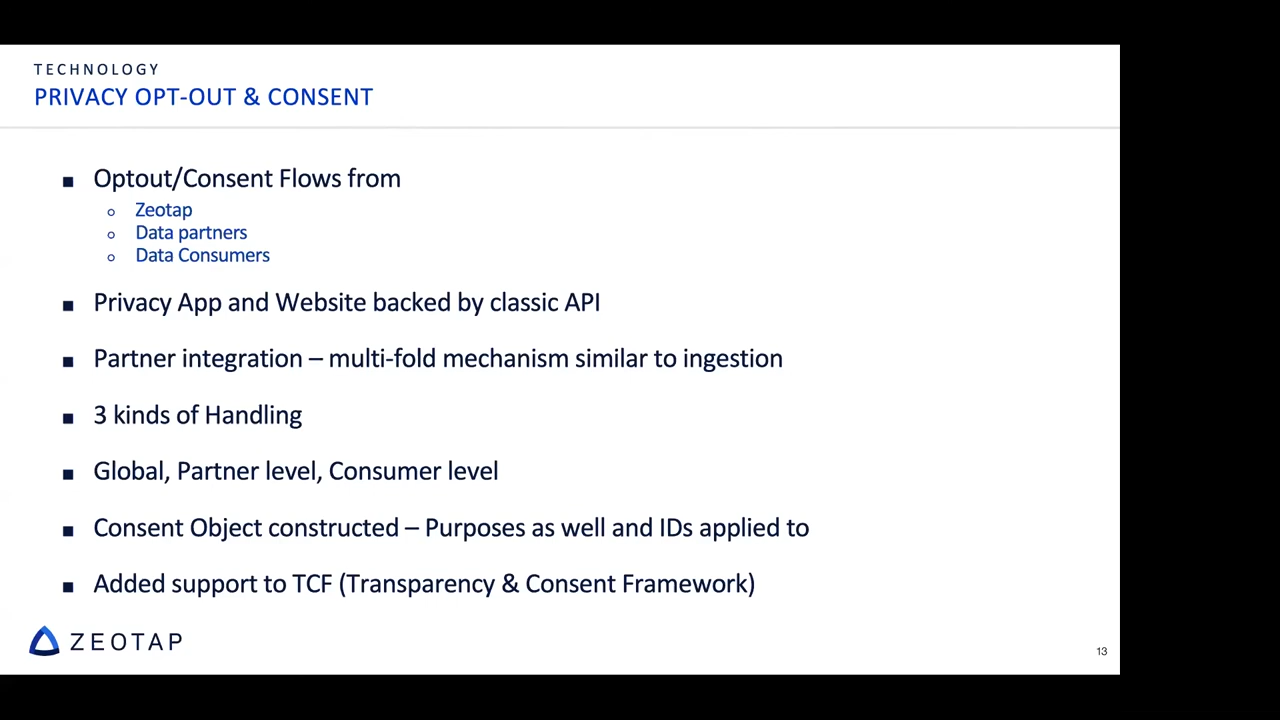 TECHNOLOGY
PRIVACY OPT-OUT & CONSENT
■ Optout/Consent Flows from
○ Zeotap
○ Data partners
○ Data Consumers
■ Privacy App and Website backed by classic API
■ Partner integration – multi-fold mechanism similar to ingestion
■ 3 kinds of Handling
■ Global, Partner level, Consumer level
■ Consent Object constructed – Purposes as well and IDs applied to
■ Added support to TCF (Transparency & Consent Framework)
ZEOTAP
13